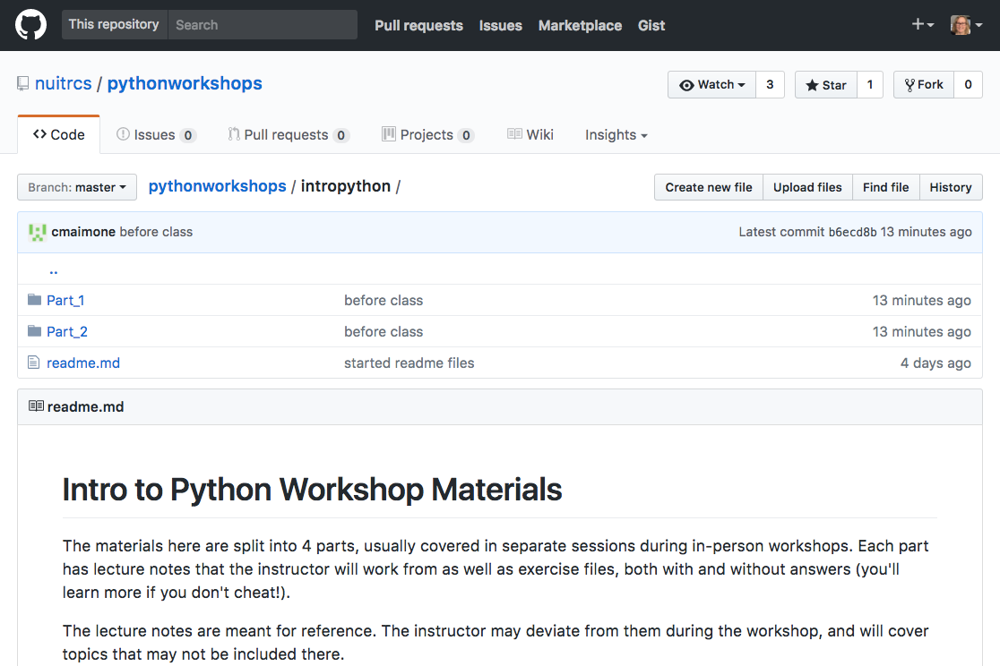 This repository Search Pull requests Issues Marketplace Gist
nuitrcs / pythonworkshops Watch 3 Star 1 Fork 0
Code Issues 0 Pull requests 0 Projects 0 Wiki Insights
Branch: master pythonworkshops / intropython / Create new file Upload files Find file History
cmaimone before class Latest commit b6ecd8b 13 minutes ago
..
Part_1 before class 13 minutes ago
Part_2 before class 13 minutes ago
readme.md started readme files 4 days ago
readme.md
Intro to Python Workshop Materials
The materials here are split into 4 parts, usually covered in separate sessions during in-person workshops. Each part
has lecture notes that the instructor will work from as well as exercise files, both with and without answers (you'll
learn more if you don't cheat!).
The lecture notes are meant for reference. The instructor may deviate from them during the workshop, and will cover
topics that may not be included there.